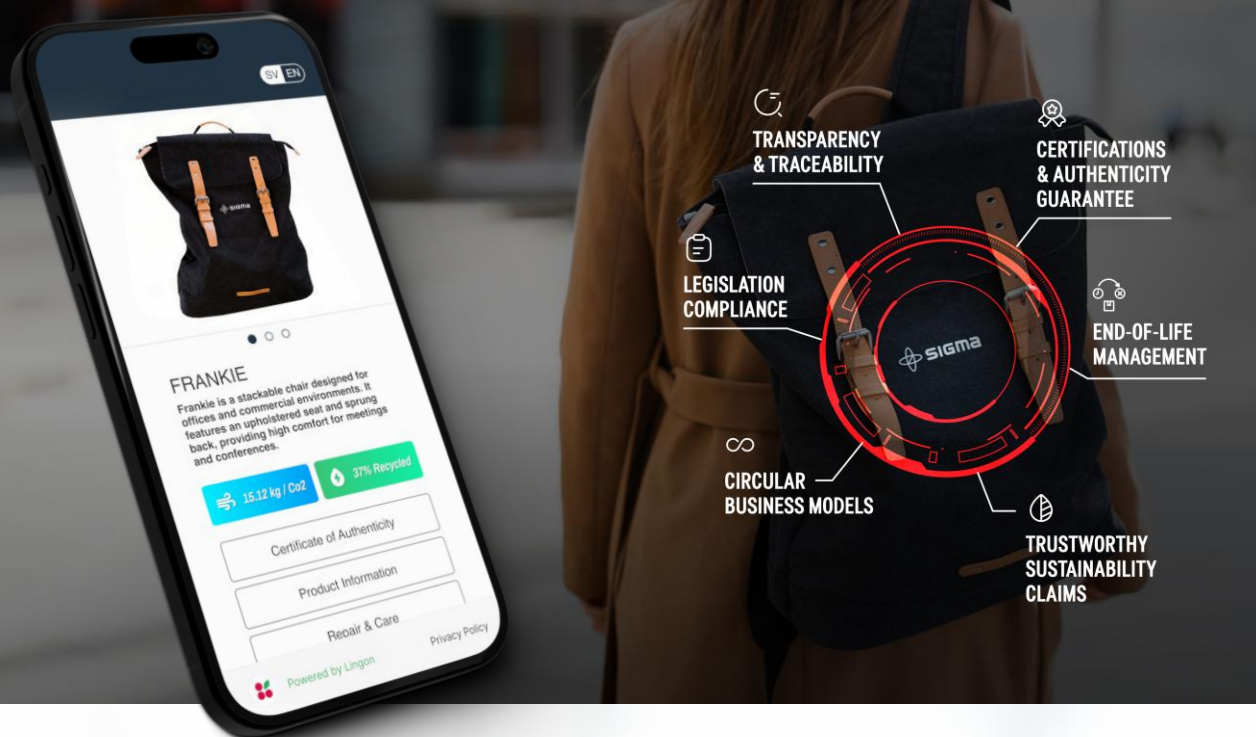 SV EN
sigma
FRANKIE
Frankie is a stackable chair designed for
offices and commercial environments. It
features an upholstered seat and sprung
back, providing high comfort for meetings
and conferences.
15.12 kg / Co2
37% Recycled
Certificate of Authenticity
Product Information
Repair & Care
Powered by Lingon
Privacy Policy
TRANSPARENCY
& TRACEABILITY
CERTIFICATIONS
& AUTHENTICITY
GUARANTEE
LEGISLATION
COMPLIANCE
END-OF-LIFE
MANAGEMENT
sigma
CIRCULAR
BUSINESS MODELS
TRUSTWORTHY
SUSTAINABILITY
CLAIMS